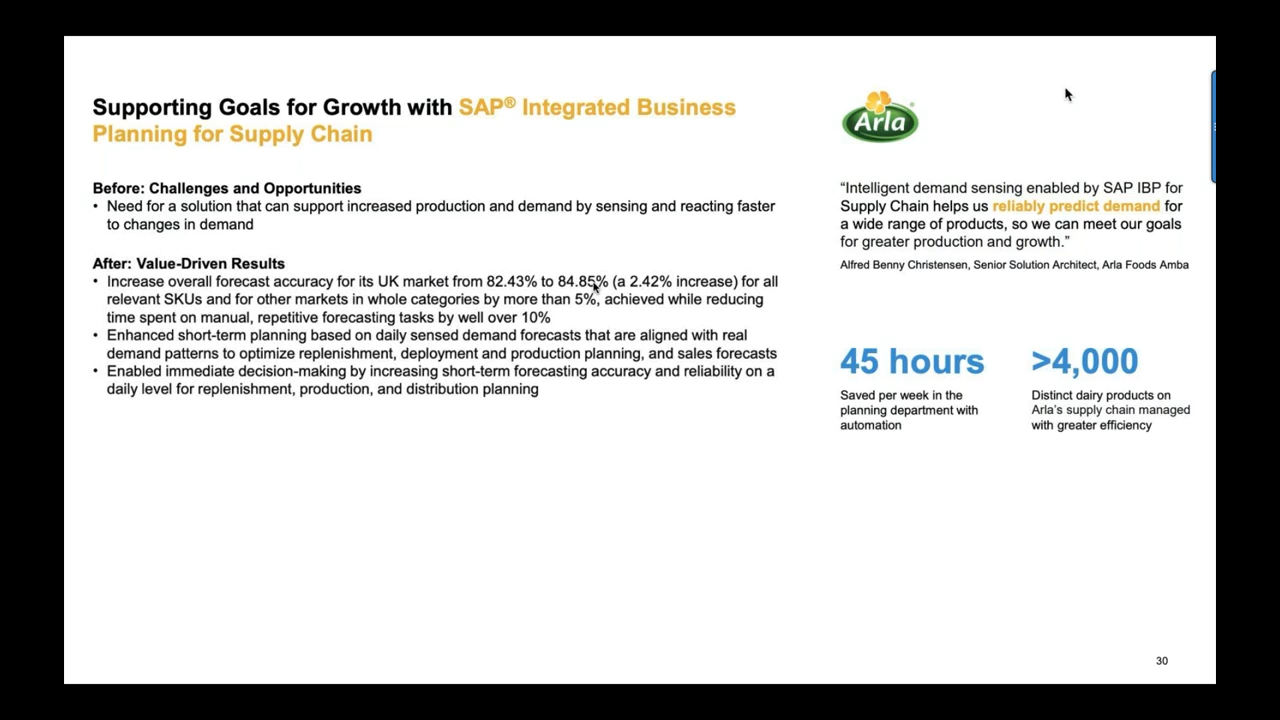 Supporting Goals for Growth with SAP® Integrated Business
Planning for Supply Chain
Before: Challenges and Opportunities
• Need for a solution that can support increased production and demand by sensing and reacting faster
to changes in demand
After: Value-Driven Results
• Increase overall forecast accuracy for its UK market from 82.43% to 84.85% (a 2.42% increase) for all
relevant SKUs and for other markets in whole categories by more than 5%, achieved while reducing
time spent on manual, repetitive forecasting tasks by well over 10%
• Enhanced short-term planning based on daily sensed demand forecasts that are aligned with real
demand patterns to optimize replenishment, deployment and production planning, and sales forecasts
• Enabled immediate decision-making by increasing short-term forecasting accuracy and reliability on a
daily level for replenishment, production, and distribution planning
Arla®
“Intelligent demand sensing enabled by SAP IBP for
Supply Chain helps us reliably predict demand for
a wide range of products, so we can meet our goals
for greater production and growth.”
Alfred Benny Christensen, Senior Solution Architect, Arla Foods Amba
45 hours
Saved per week in the
planning department with
automation
>4,000
Distinct dairy products on
Arla’s supply chain managed
with greater efficiency
30